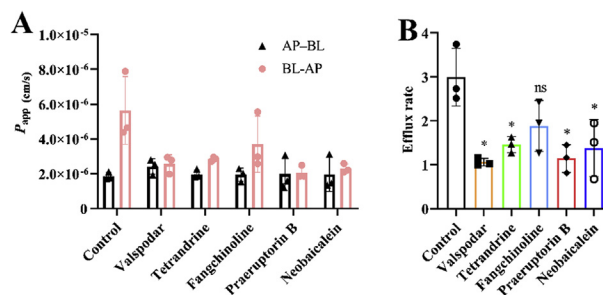 A
B
AP–BL
BL-AP
P_app (cm/s)
1.0×10⁻⁵
8.0×10⁻⁶
6.0×10⁻⁶
4.0×10⁻⁶
2.0×10⁻⁶
0.0
Control
Valspodar
Tetrandrine
Fangchinoline
Praeruptorin B
Neobaicalein
Efflux rate
4
3
2
1
0
*
*
ns
*
*
Control
Valspodar
Tetrandrine
Fangchinoline
Praeruptorin B
Neobaicalein